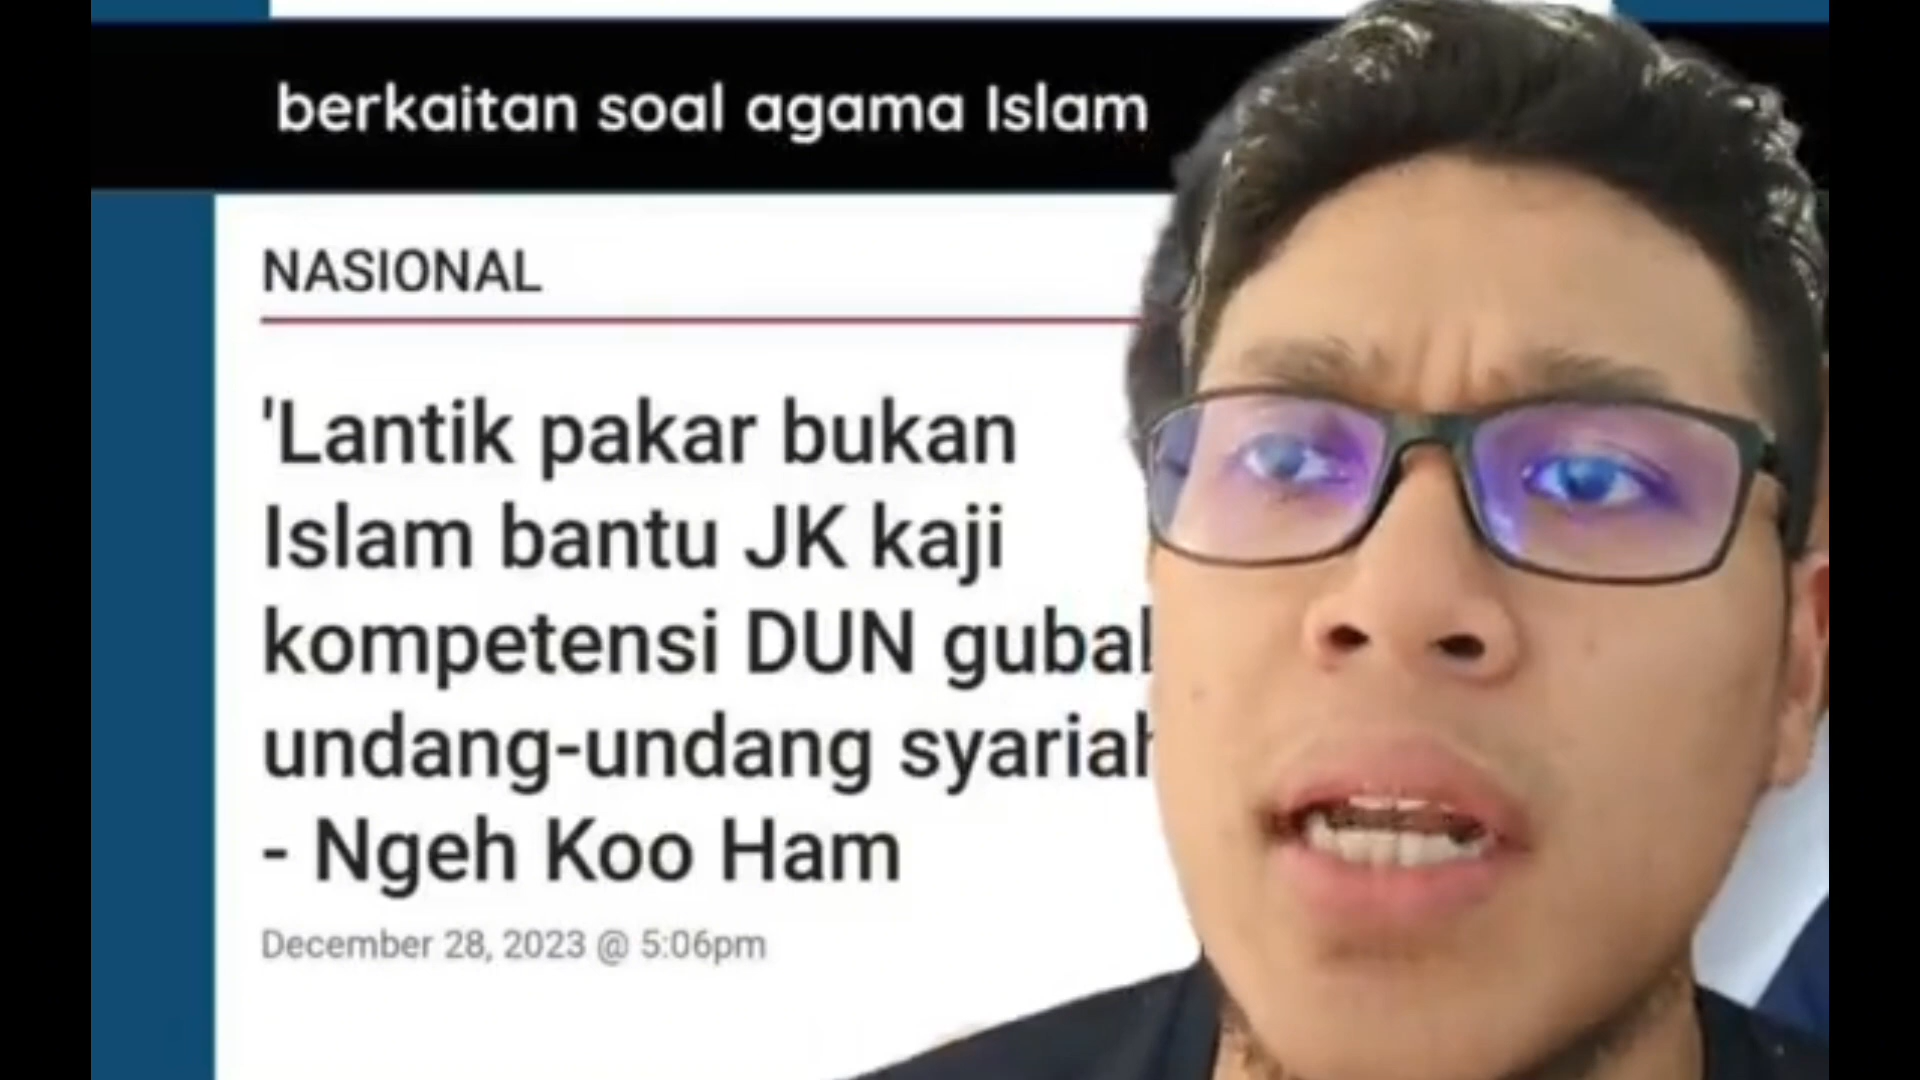 berkaitan soal agama Islam
NASIONAL
'Lantik pakar bukan
Islam bantu JK kaji
kompetensi DUN gubal
undang-undang syariah
- Ngeh Koo Ham
December 28, 2023 @ 5:06pm